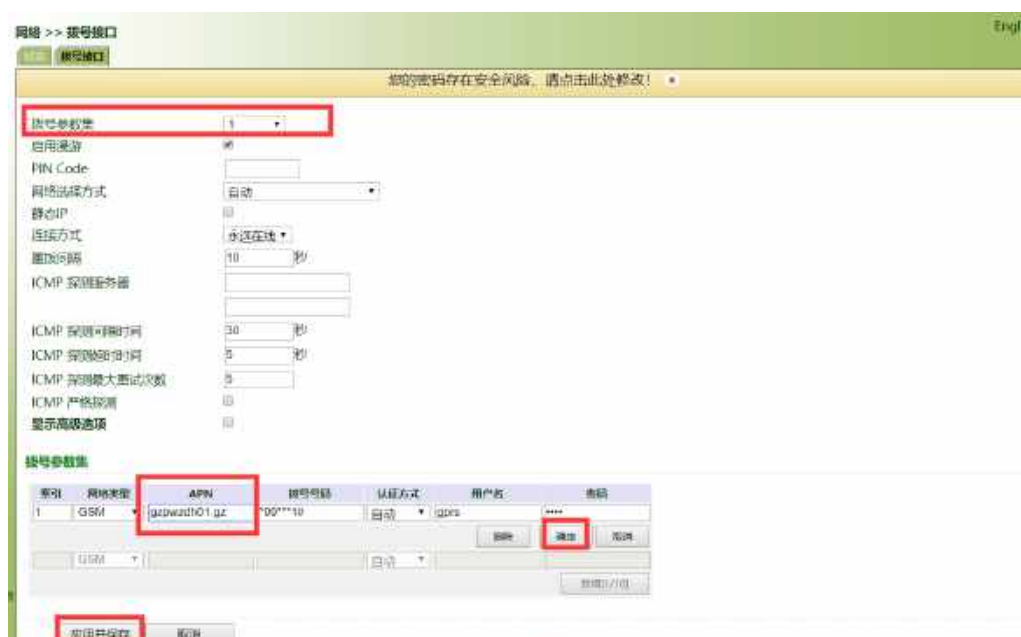 Engl
网络 >> 拨号接口
状态 拨号接口
您的密码存在安全风险，请点击此处修改！
拨号参数集 1
启用漫游
PIN Code
网络选择方式 自动
静态IP
连接方式 永远在线
重拨间隔 10 秒
ICMP 探测服务器
ICMP 探测间隔时间 30 秒
ICMP 探测超时时间 5 秒
ICMP 探测最大重试次数 5
ICMP 严格探测
显示高级选项
拨号参数集
索引 网络类型 APN 拨号号码 认证方式 用户名 密码
1 GSM gzpwzdh01.gz 自动 gprs ••••
删除 确定 取消
GSM 自动
应用并保存 取消